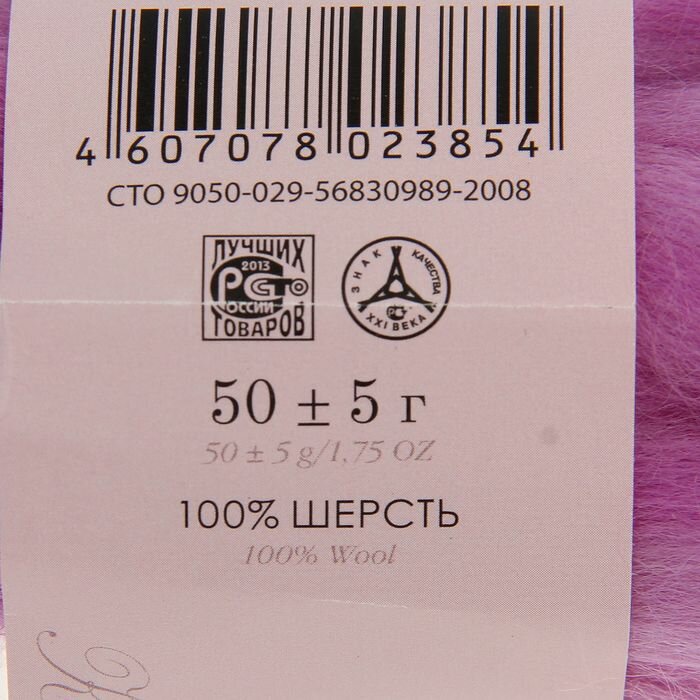 4 607078 023854
СТО 9050-029-56830989-2008
ЛУЧШИХ
2013
РСТО
РОССИИ
ТОВАРОВ
ЗНАК КАЧЕСТВА
XXI ВЕКА
50 ± 5 г
50 ± 5 g/1,75 OZ
100% ШЕРСТЬ
100% Wool